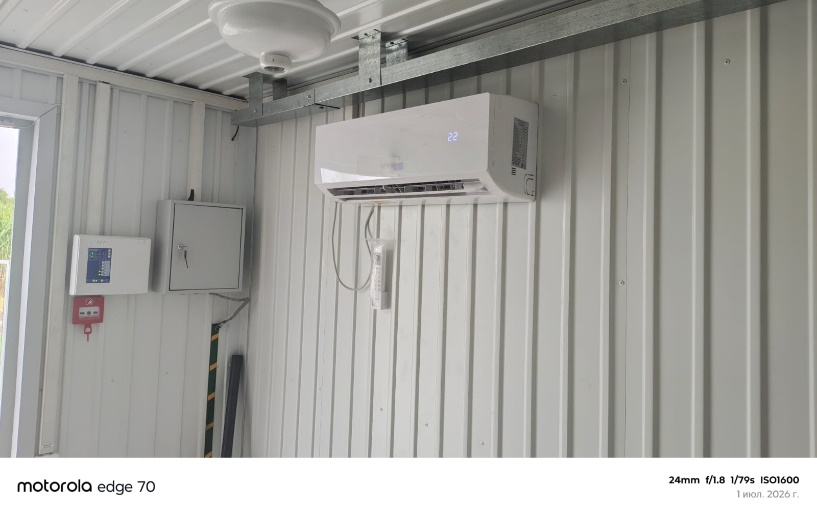 22
motorola edge 70
24mm f/1.8 1/79s ISO1600
1 июл. 2026 г.